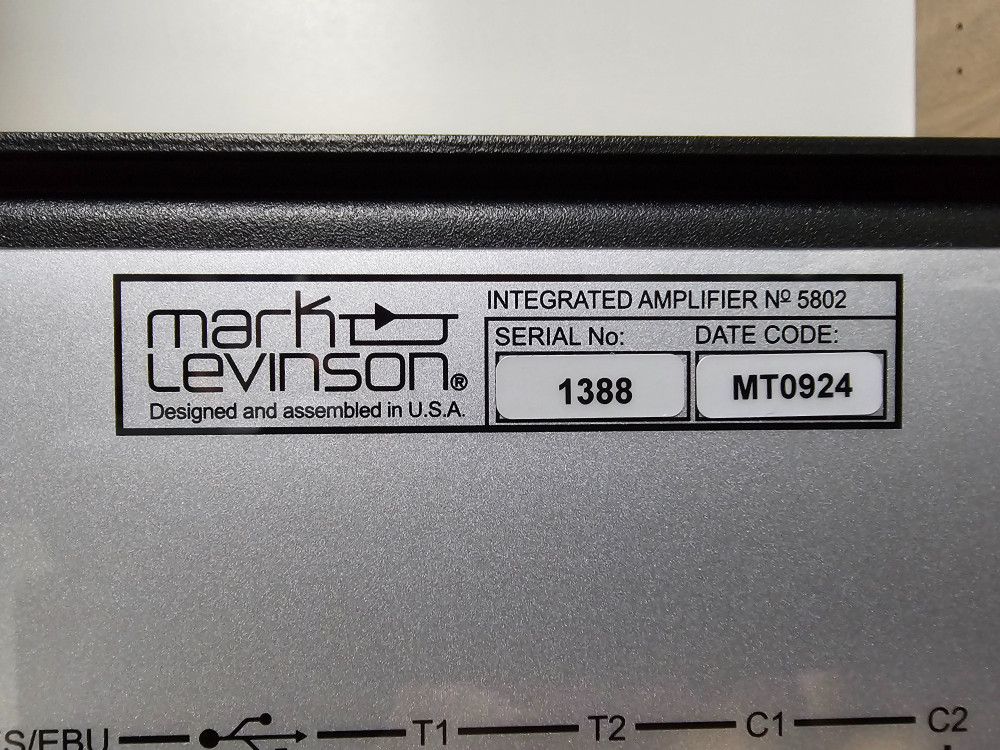 mark
Levinson®
Designed and assembled in U.S.A.
INTEGRATED AMPLIFIER Nº 5802
SERIAL No:
DATE CODE:
1388
MT0924
S/EBU
T1
T2
C1
C2